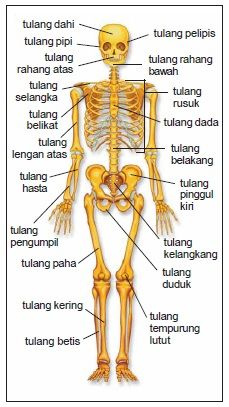 tulang dahi
tulang pelipis
tulang pipi
tulang
rahang atas
tulang rahang
bawah
tulang
selangka
tulang
rusuk
tulang
belikat
tulang dada
tulang
lengan atas
tulang
belakang
tulang
hasta
tulang
pinggul
kiri
tulang
pengumpil
tulang
kelangkang
tulang paha
tulang
duduk
tulang kering
tulang
tempurung
lutut
tulang betis